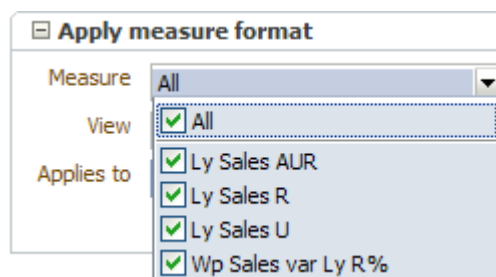 Apply measure format
Measure
All
View
All
Applies to
Ly Sales AUR
Ly Sales R
Ly Sales U
Wp Sales var Ly R%